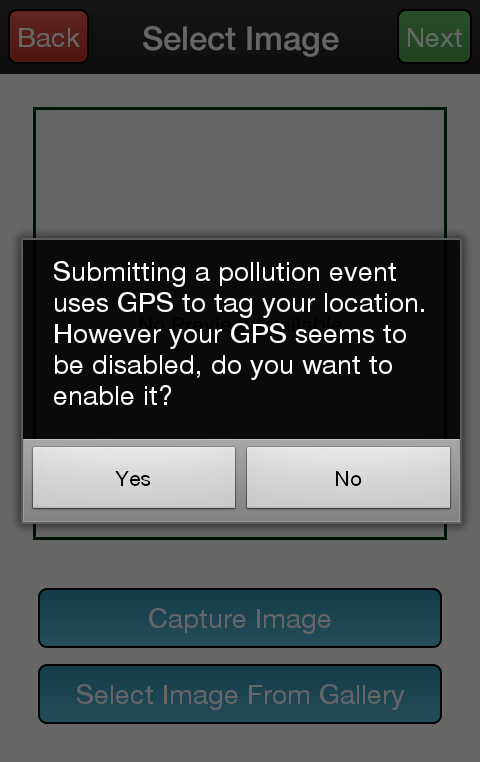 Back
Select Image
Next
Submitting a pollution event
uses GPS to tag your location.
However your GPS seems to
be disabled, do you want to
enable it?
Yes
No
Capture Image
Select Image From Gallery